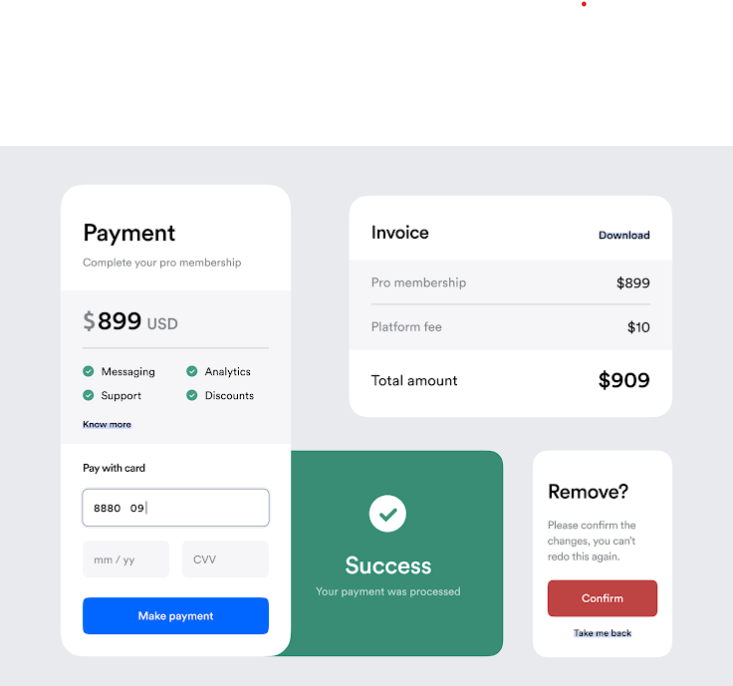 Payment
Complete your pro membership
$899 USD
Messaging
Analytics
Support
Discounts
Know more
Pay with card
8880 09
mm / yy
CVV
Make payment
Invoice
Download
Pro membership
$899
Platform fee
$10
Total amount
$909
Success
Your payment was processed
Remove?
Please confirm the
changes, you can't
redo this again.
Confirm
Take me back